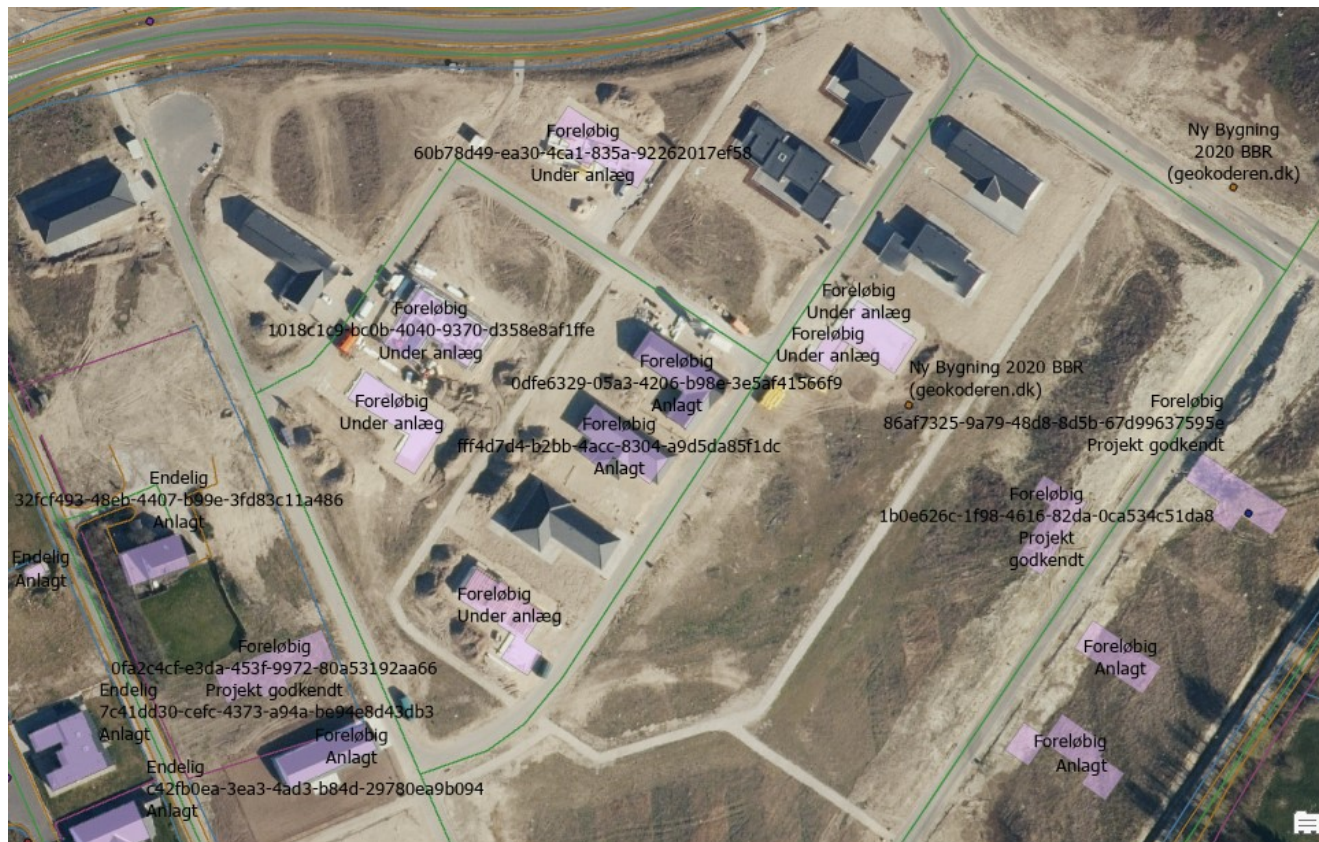 Foreløbig
60b78d49-ea30-4ca1-835a-92262017ef58
Under anlæg
Ny Bygning
2020 BBR
(geokoderen.dk)
Foreløbig
1018c1c9-bc0b-4040-9370-d358e8af1ffe
Under anlæg
Foreløbig
Under anlæg
Foreløbig
Under anlæg
Foreløbig
0dfe6329-05a3-4206-b98e-3e5af41566f9
Anlagt
Ny Bygning 2020 BBR
(geokoderen.dk)
Foreløbig
Under anlæg
Foreløbig
fff4d7d4-b2bb-4acc-8304-a9d5da85f1dc
Anlagt
Foreløbig
86af7325-9a79-48d8-8d5b-67d99637595e
Projekt godkendt
Endelig
32fcf493-48eb-4407-b99e-3fd83c11a486
Anlagt
Foreløbig
1b0e626c-1f98-4616-82da-0ca534c51da8
Projekt
godkendt
Endelig
Anlagt
Foreløbig
Under anlæg
Foreløbig
0fa2c4cf-e3da-453f-9972-80a53192aa66
Projekt godkendt
Foreløbig
Anlagt
Endelig
7c41dd30-cefc-4373-a94a-be94e8d43db3
Anlagt
Foreløbig
Anlagt
Foreløbig
Anlagt
Endelig
c42fb0ea-3ea3-4ad3-b84d-29780ea9b094
Anlagt